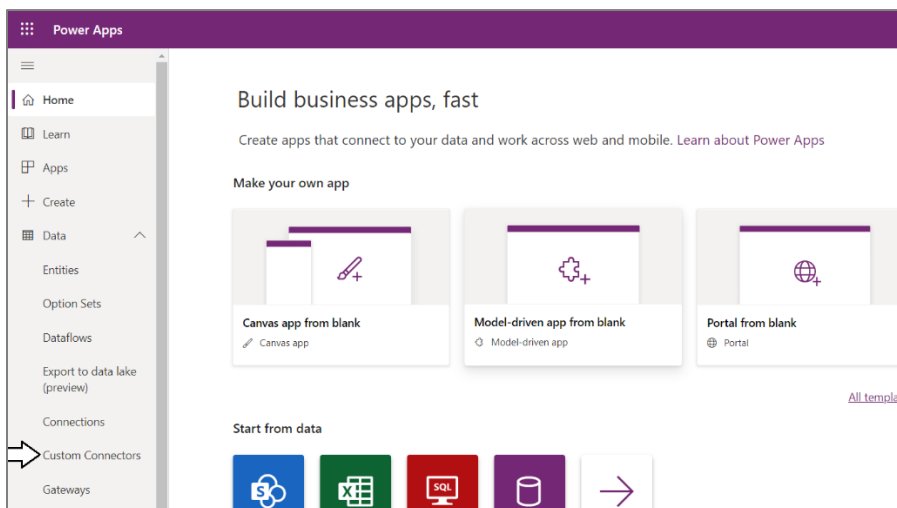 Power Apps
Home
Learn
Apps
Create
Data
Entities
Option Sets
Dataflows
Export to data lake
(preview)
Connections
Custom Connectors
Gateways
Build business apps, fast
Create apps that connect to your data and work across web and mobile. Learn about Power Apps
Make your own app
Canvas app from blank
Canvas app
Model-driven app from blank
Model-driven app
Portal from blank
Portal
All templa
Start from data
S
X
SQL